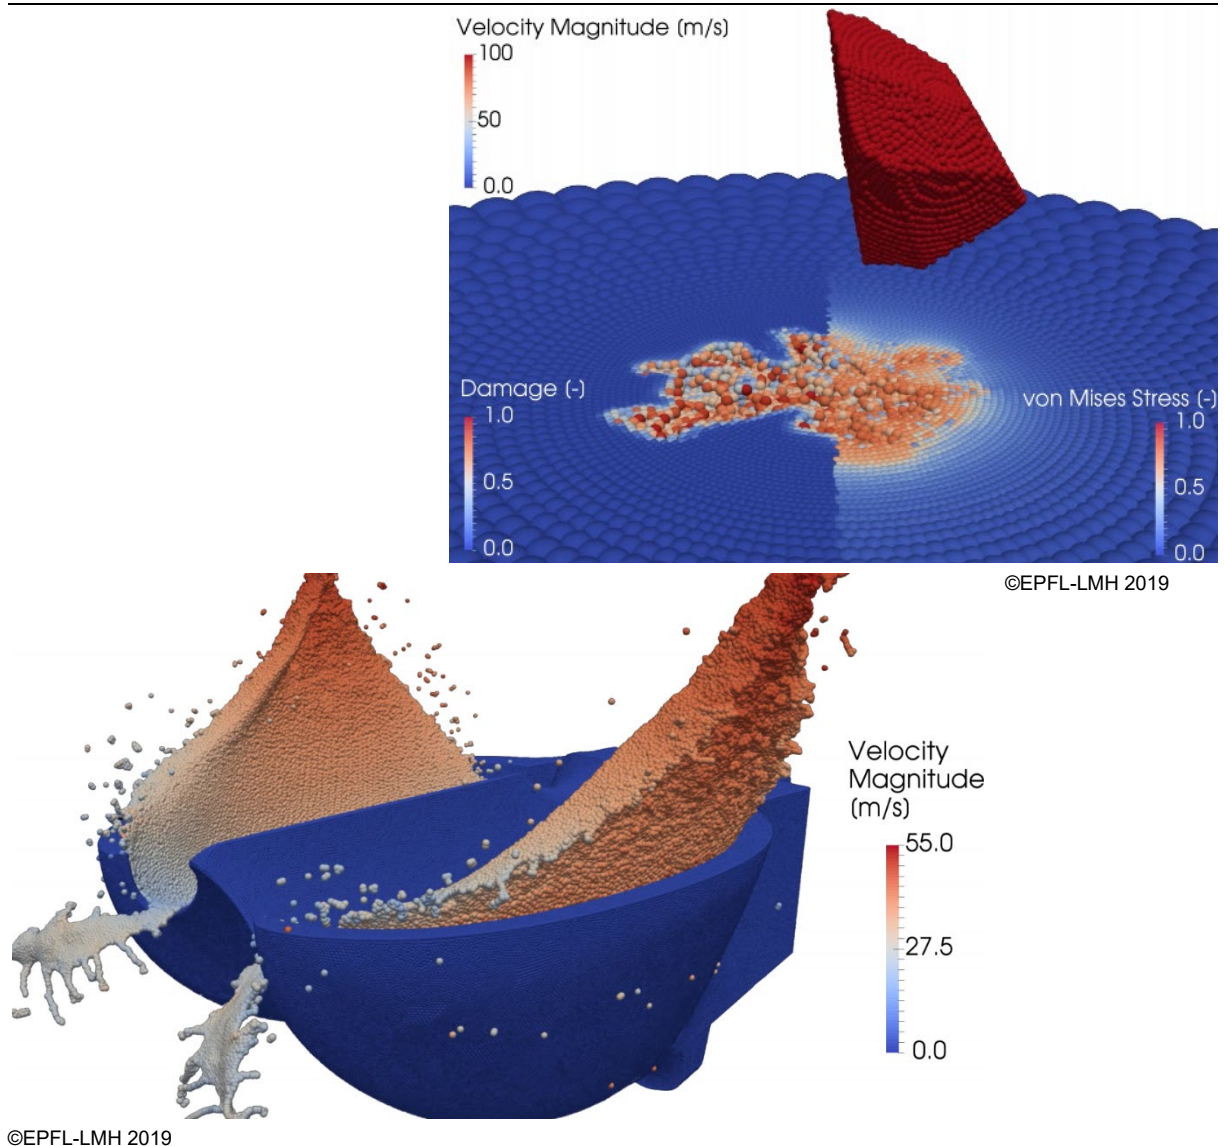 Velocity Magnitude (m/s)
100
50
0.0
Damage (-)
1.0
0.5
0.0
von Mises Stress (-)
1.0
0.5
0.0
©EPFL-LMH 2019
Velocity
Magnitude
(m/s)
55.0
27.5
0.0
©EPFL-LMH 2019